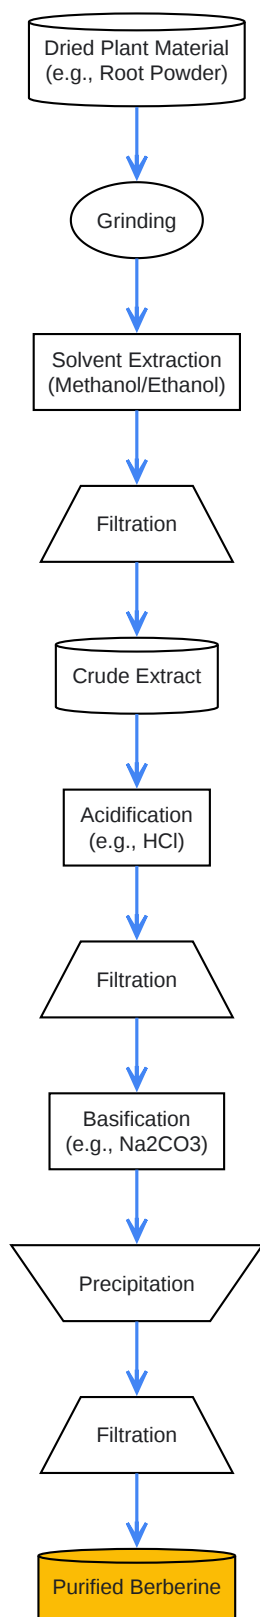 Dried Plant Material
(e.g., Root Powder)
Grinding
Solvent Extraction
(Methanol/Ethanol)
Filtration
Crude Extract
Acidification
(e.g., HCl)
Filtration
Basification
(e.g., Na2CO3)
Precipitation
Filtration
Purified Berberine